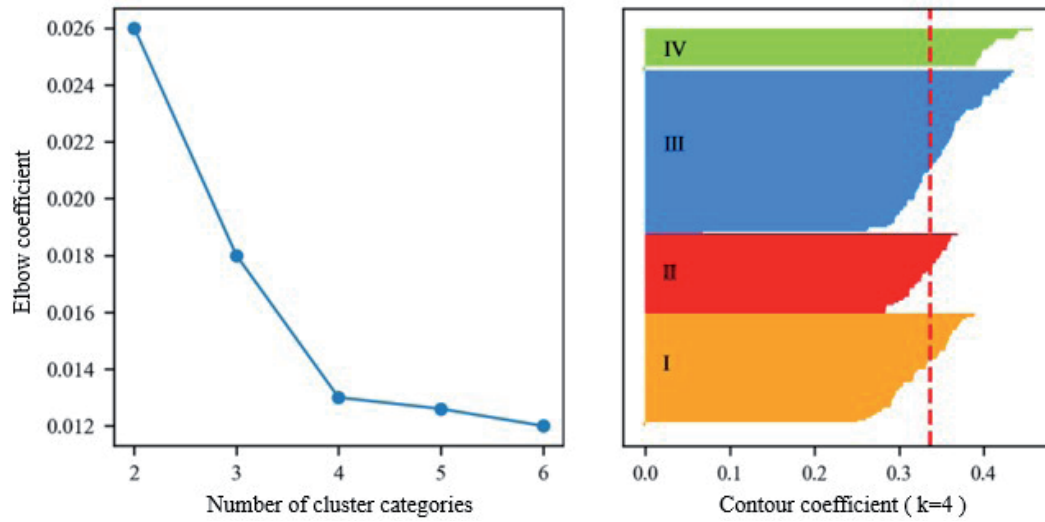 0.026
0.024
0.022
0.020
0.018
0.016
0.014
0.012
Elbow coefficient
2 3 4 5 6
Number of cluster categories
IV
III
II
I
0.0 0.1 0.2 0.3 0.4
Contour coefficient ( k=4 )